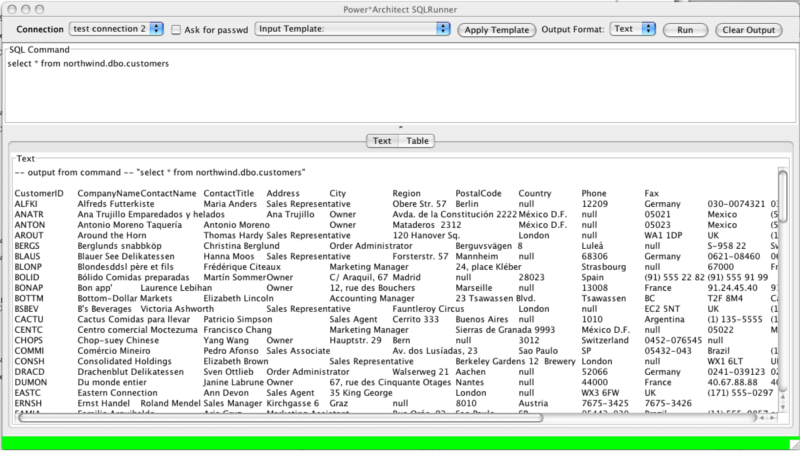 Power*Architect SQLRunner
Connection test connection 2 Ask for passwd Input Template: Apply Template Output Format: Text Run Clear Output
SQL Command
select * from northwind.dbo.customers
Text Table
Text
-- output from command -- "select * from northwind.dbo.customers"
CustomerID CompanyName ContactName ContactTitle Address City Region PostalCode Country Phone Fax
ALFKI Alfreds Futterkiste Maria Anders Sales Representative Obere Str. 57 Berlin null 12209 Germany 030-0074321
ANATR Ana Trujillo Emparedados y helados Ana Trujillo Owner Avda. de la Constitución 2222 México D.F. null 05021 Mexico (5
ANTON Antonio Moreno Taquería Antonio Moreno Owner Mataderos 2312 México D.F. null 05023 Mexico
AROUT Around the Horn Thomas Hardy Sales Representative 120 Hanover Sq. London null WA1 1DP UK
BERGS Berglunds snabbköp Christina Berglund Order Administrator Berguvsvägen 8 Luleå null S-958 22
BLAUS Blauer See Delikatessen Hanna Moos Sales Representative Forsterstr. 57 Mannheim null 68306 Germany 0621-08460
BLONP Blondesddsl père et fils Frédérique Citeaux Marketing Manager 24, place Kléber Strasbourg null 67000
BOLID Bólido Comidas preparadas Martín Sommer Owner C/ Araquil, 67 Madrid null 28023 Spain (91) 555 22 82 (91) 555 91 99
BONAP Bon app' Laurence Lebihan Owner 12, rue des Bouchers Marseille null 13008 France 91.24.45.40
BOTTM Bottom-Dollar Markets Elizabeth Lincoln Accounting Manager 23 Tsawassen Blvd. Tsawassen BC T2F 8M4
BSBEV B's Beverages Victoria Ashworth Sales Representative Fauntleroy Circus London null EC2 5NT UK
CACTU Cactus Comidas para llevar Patricio Simpson Sales Agent Cerrito 333 Buenos Aires null 1010 Argentina (1) 135-5555
CENTC Centro comercial Moctezuma Francisco Chang Marketing Manager Sierras de Granada 9993 México D.F. null 05022
CHOPS Chop-suey Chinese Yang Wang Owner Hauptstr. 29 Bern null 3012 Switzerland 0452-076545 null
COMMI Comércio Mineiro Pedro Afonso Sales Associate Av. dos Lusíadas, 23 Sao Paulo SP 05432-043 Brazil
CONSH Consolidated Holdings Elizabeth Brown Sales Representative Berkeley Gardens 12 Brewery London null WX1 6LT UK
DRACD Drachenblut Delikatessen Sven Ottlieb Order Administrator Walserweg 21 Aachen null 52066 Germany 0241-039123
DUMON Du monde entier Janine Labrune Owner 67, rue des Cinquante Otages Nantes null 44000 France 40.67.88.88
EASTC Eastern Connection Ann Devon Sales Agent 35 King George London null WX3 6FW UK (171) 555-0297
ERNSH Ernst Handel Roland Mendel Sales Manager Kirchgasse 6 Graz null 8010 Austria 7675-3425 7675-3426